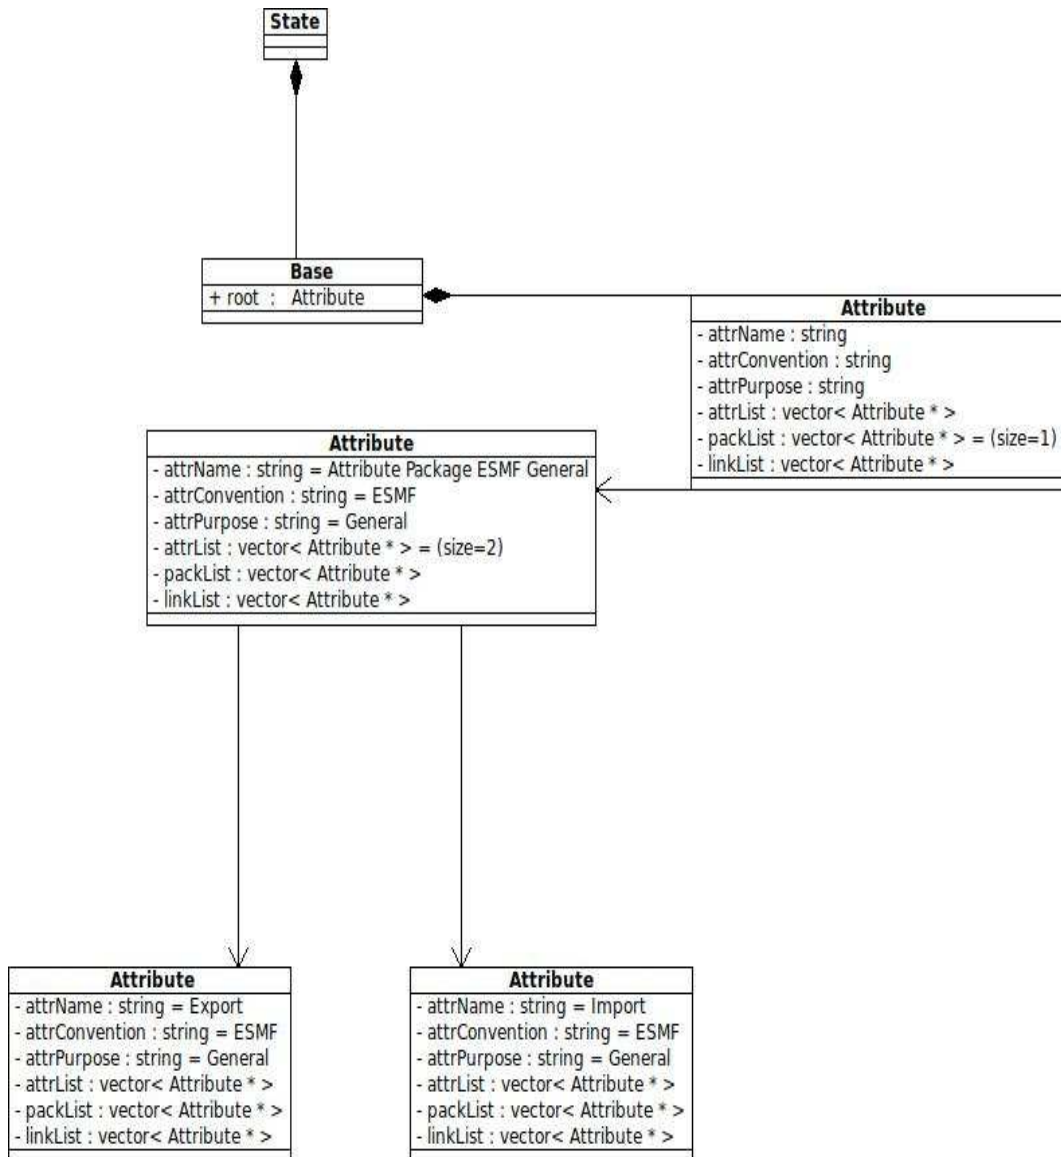 State
Base
+ root : Attribute
Attribute
- attrName : string
- attrConvention : string
- attrPurpose : string
- attrList : vector< Attribute * >
- packList : vector< Attribute * > = (size=1)
- linkList : vector< Attribute * >
Attribute
- attrName : string = Attribute Package ESMF General
- attrConvention : string = ESMF
- attrPurpose : string = General
- attrList : vector< Attribute * > = (size=2)
- packList : vector< Attribute * >
- linkList : vector< Attribute * >
Attribute
- attrName : string = Export
- attrConvention : string = ESMF
- attrPurpose : string = General
- attrList : vector< Attribute * >
- packList : vector< Attribute * >
- linkList : vector< Attribute * >
Attribute
- attrName : string = Import
- attrConvention : string = ESMF
- attrPurpose : string = General
- attrList : vector< Attribute * >
- packList : vector< Attribute * >
- linkList : vector< Attribute * >